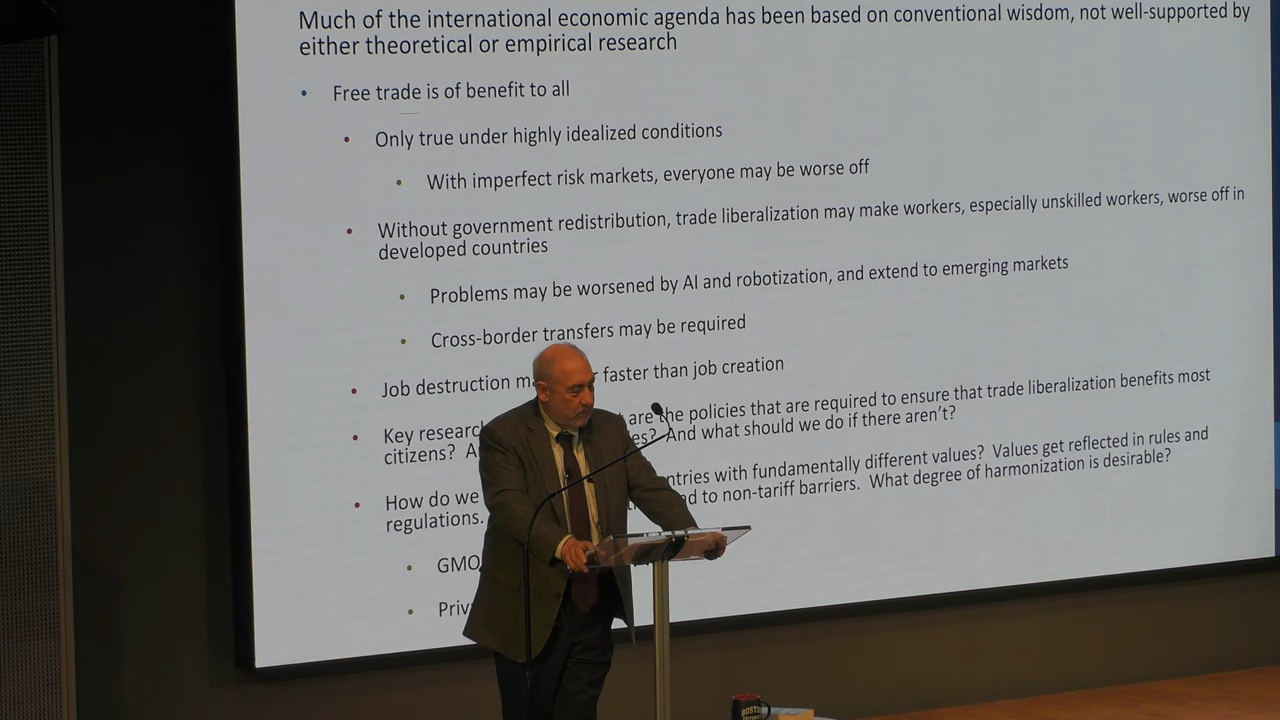 Much of the international economic agenda has been based on conventional wisdom, not well-supported by
either theoretical or empirical research
• Free trade is of benefit to all
• Only true under highly idealized conditions
• With imperfect risk markets, everyone may be worse off
• Without government redistribution, trade liberalization may make workers, especially unskilled workers, worse off in
developed countries
• Problems may be worsened by AI and robotization, and extend to emerging markets
• Cross-border transfers may be required
• Job destruction faster than job creation
• Key research are the policies that are required to ensure that trade liberalization benefits most
citizens? And what should we do if there aren't?
• How do we with fundamentally different values? Values get reflected in rules and
regulations. to non-tariff barriers. What degree of harmonization is desirable?
• GMO
•
BOSTON